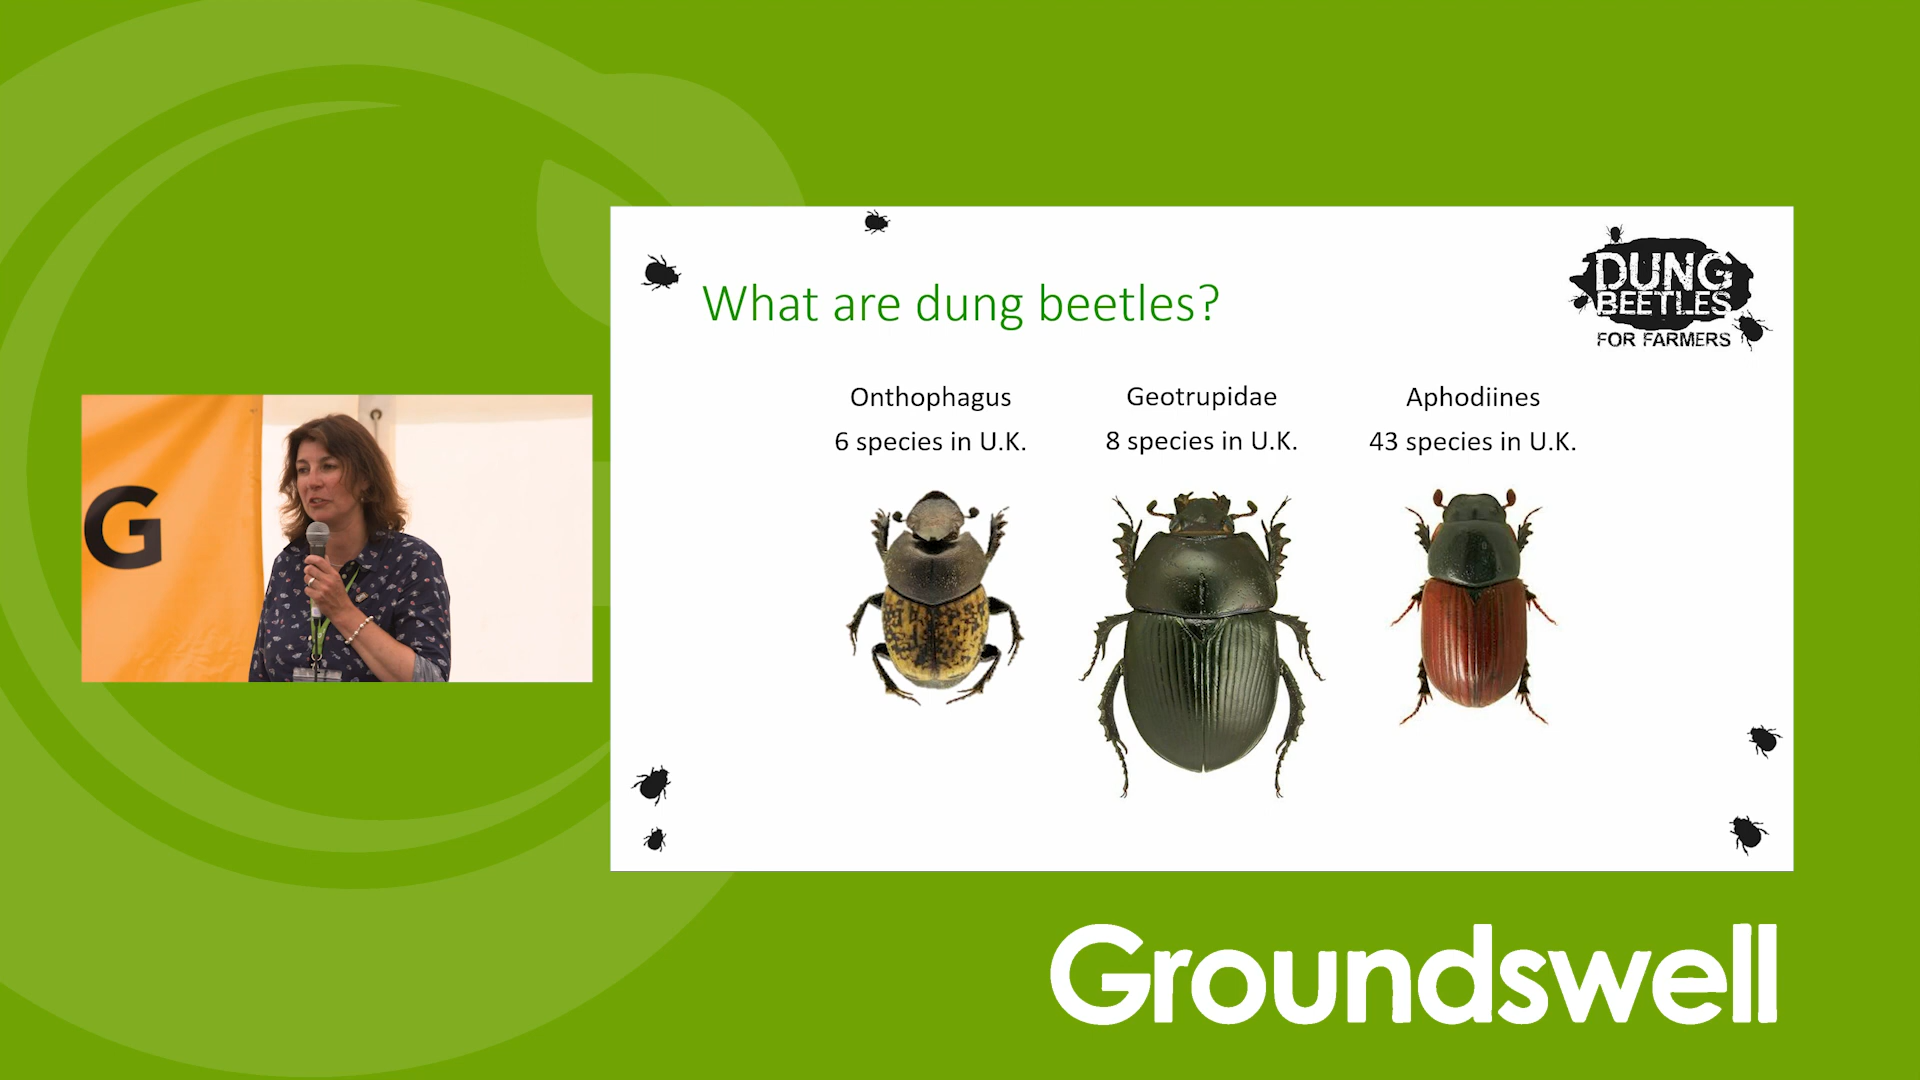 G
What are dung beetles?
DUNG
BEETLES
FOR FARMERS
Onthophagus
6 species in U.K.
Geotrupidae
8 species in U.K.
Aphodiines
43 species in U.K.
Groundswell